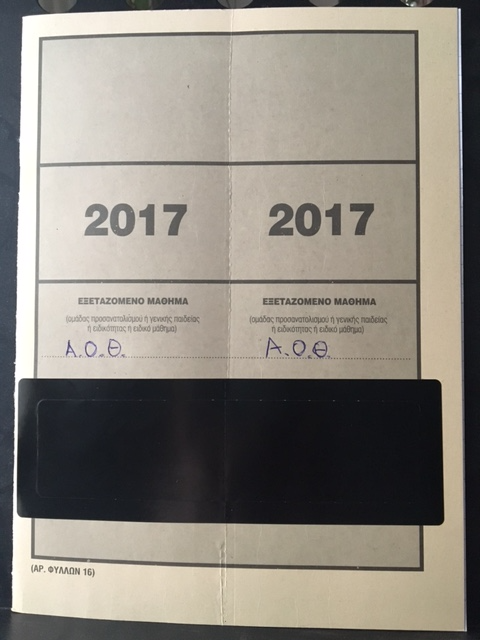 2017 2017
ΕΞΕΤΑΖΟΜΕΝΟ ΜΑΘΗΜΑ ΕΞΕΤΑΖΟΜΕΝΟ ΜΑΘΗΜΑ
(ομάδας προσανατολισμού ή γενικής παιδείας (ομάδας προσανατολισμού ή γενικής παιδείας
ή ειδικότητας ή ειδικό μάθημα) ή ειδικότητας ή ειδικό μάθημα)
Α.Ο.Θ. Α.Ο.Θ.
(ΑΡ. ΦΥΛΛΩΝ 16)